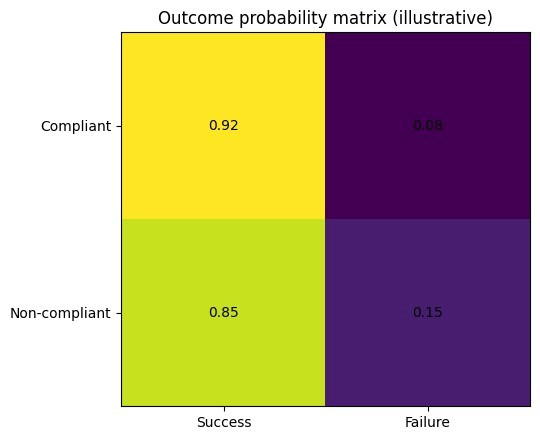 Outcome probability matrix (illustrative)
Compliant
0.92
0.08
Non-compliant
0.85
0.15
Success
Failure